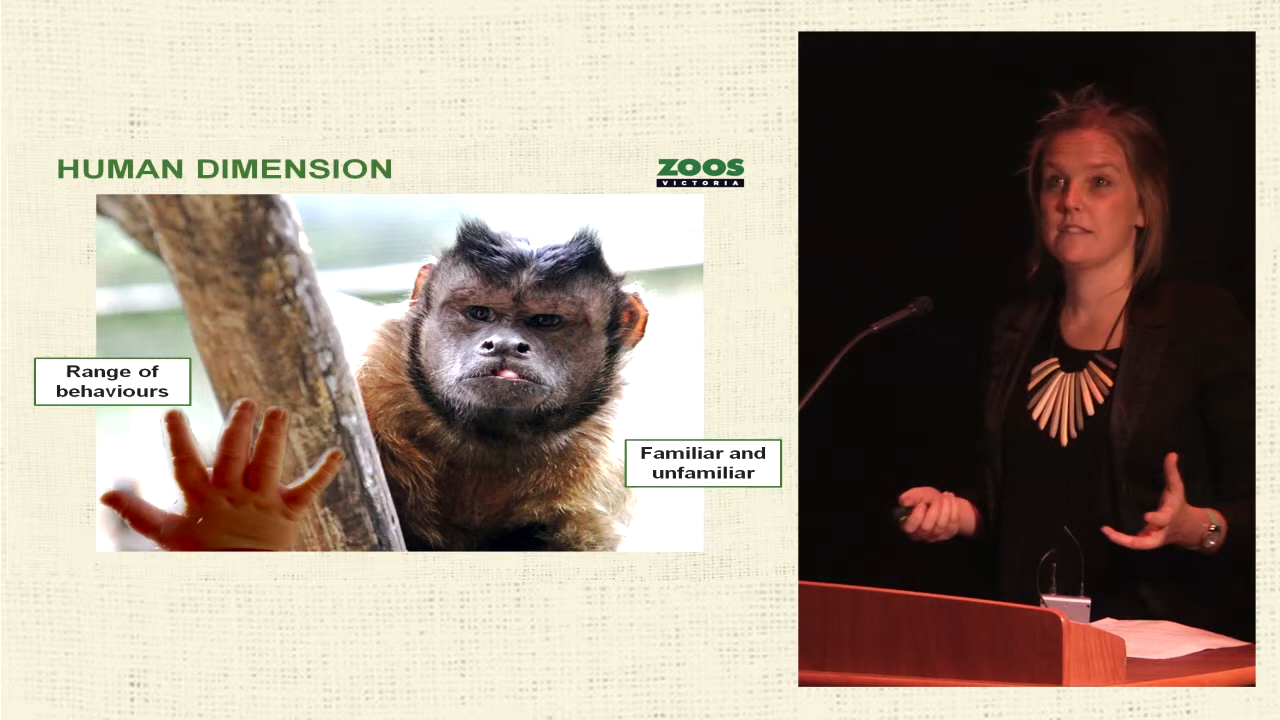 HUMAN DIMENSION
ZOOS
VICTORIA
Range of
behaviours
Familiar and
unfamiliar